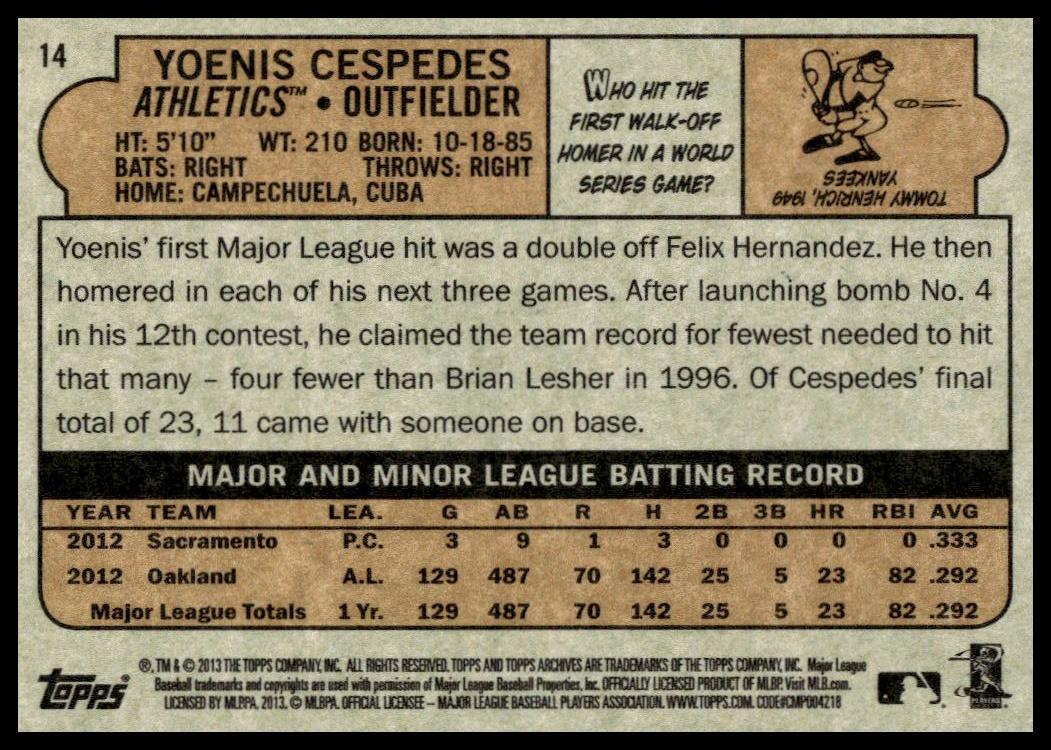 14
YOENIS CESPEDES
ATHLETICS™ • OUTFIELDER
HT: 5'10" WT: 210 BORN: 10-18-85
BATS: RIGHT THROWS: RIGHT
HOME: CAMPECHUELA, CUBA
WHO HIT THE
FIRST WALK-OFF
HOMER IN A WORLD
SERIES GAME?
TOMMY HENRICH, 1949
YANKEES
Yoenis' first Major League hit was a double off Felix Hernandez. He then
homered in each of his next three games. After launching bomb No. 4
in his 12th contest, he claimed the team record for fewest needed to hit
that many – four fewer than Brian Lesher in 1996. Of Cespedes' final
total of 23, 11 came with someone on base.
MAJOR AND MINOR LEAGUE BATTING RECORD
YEAR TEAM LEA. G AB R H 2B 3B HR RBI AVG
2012 Sacramento P.C. 3 9 1 3 0 0 0 0 .333
2012 Oakland A.L. 129 487 70 142 25 5 23 82 .292
Major League Totals 1 Yr. 129 487 70 142 25 5 23 82 .292
topps®
®, TM & © 2013 THE TOPPS COMPANY, INC. ALL RIGHTS RESERVED. TOPPS AND TOPPS ARCHIVES ARE TRADEMARKS OF THE TOPPS COMPANY, INC. Major League
Baseball trademarks and copyrights are used with permission of Major League Baseball Properties, Inc. OFFICIALLY LICENSED PRODUCT OF MLBP. Visit MLB.com.
LICENSED BY MLBPA, 2013. © MLBPA. OFFICIAL LICENSEE – MAJOR LEAGUE BASEBALL PLAYERS ASSOCIATION. WWW.TOPPS.COM. CODE#CMP004218
PLAYERS